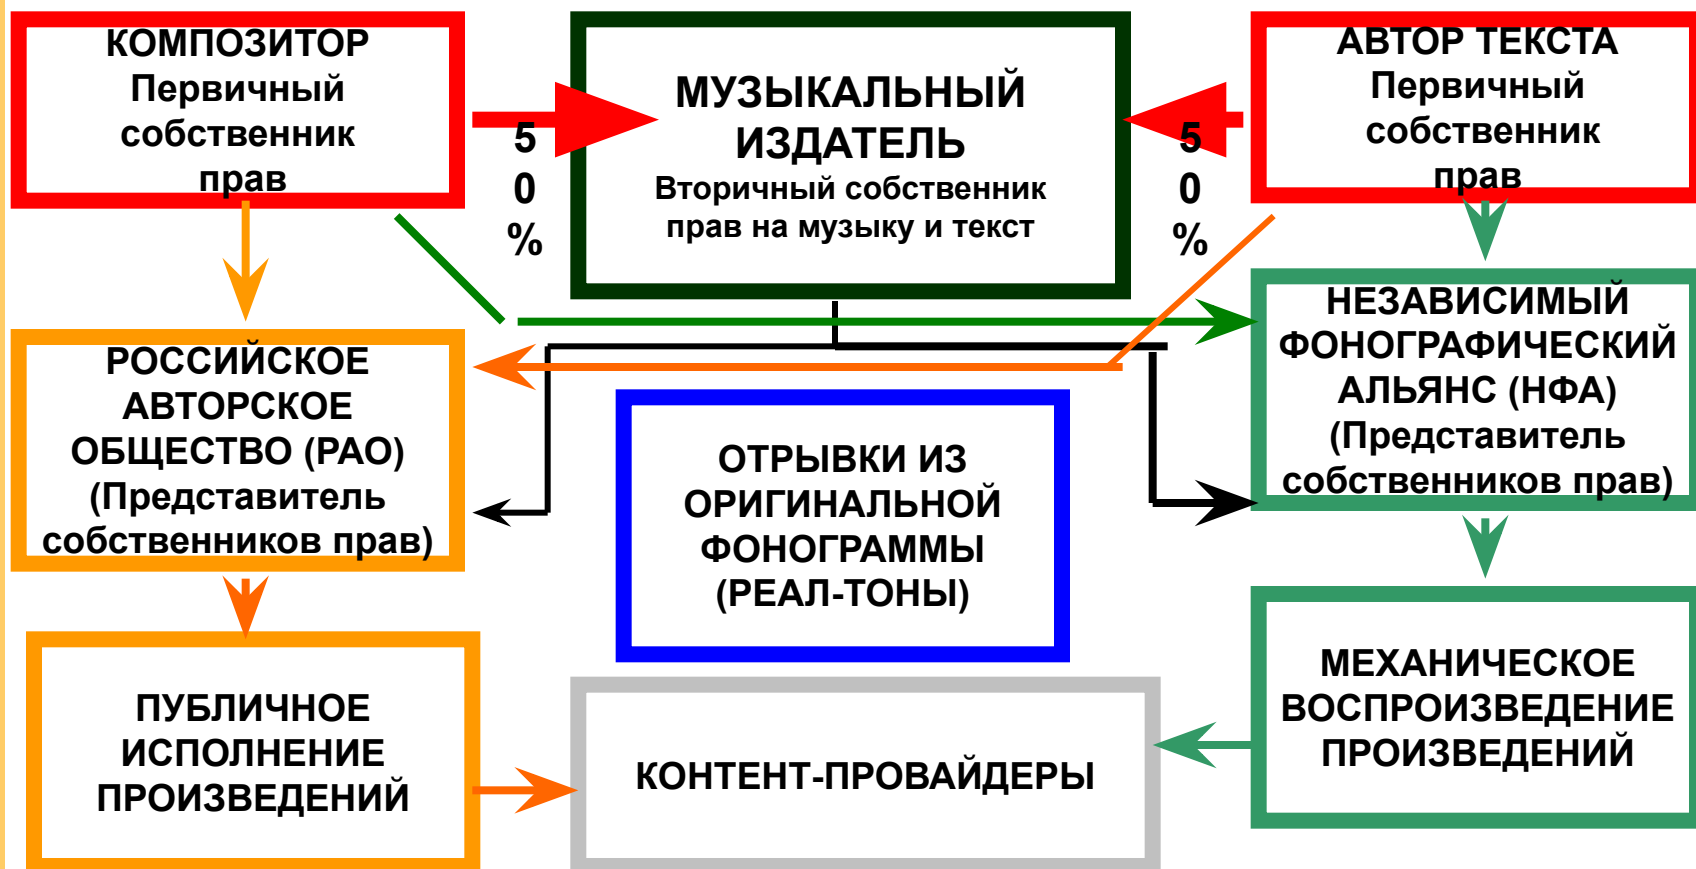 КОМПОЗИТОР
Первичный
собственник
прав
5
0
%
МУЗЫКАЛЬНЫЙ
ИЗДАТЕЛЬ
Вторичный собственник
прав на музыку и текст
5
0
%
АВТОР ТЕКСТА
Первичный
собственник
прав
РОССИЙСКОЕ
АВТОРСКОЕ
ОБЩЕСТВО (РАО)
(Представитель
собственников прав)
ОТРЫВКИ ИЗ
ОРИГИНАЛЬНОЙ
ФОНОГРАММЫ
(РЕАЛ-ТОНЫ)
НЕЗАВИСИМЫЙ
ФОНОГРАФИЧЕСКИЙ
АЛЬЯНС (НФА)
(Представитель
собственников прав)
ПУБЛИЧНОЕ
ИСПОЛНЕНИЕ
ПРОИЗВЕДЕНИЙ
КОНТЕНТ-ПРОВАЙДЕРЫ
МЕХАНИЧЕСКОЕ
ВОСПРОИЗВЕДЕНИЕ
ПРОИЗВЕДЕНИЙ